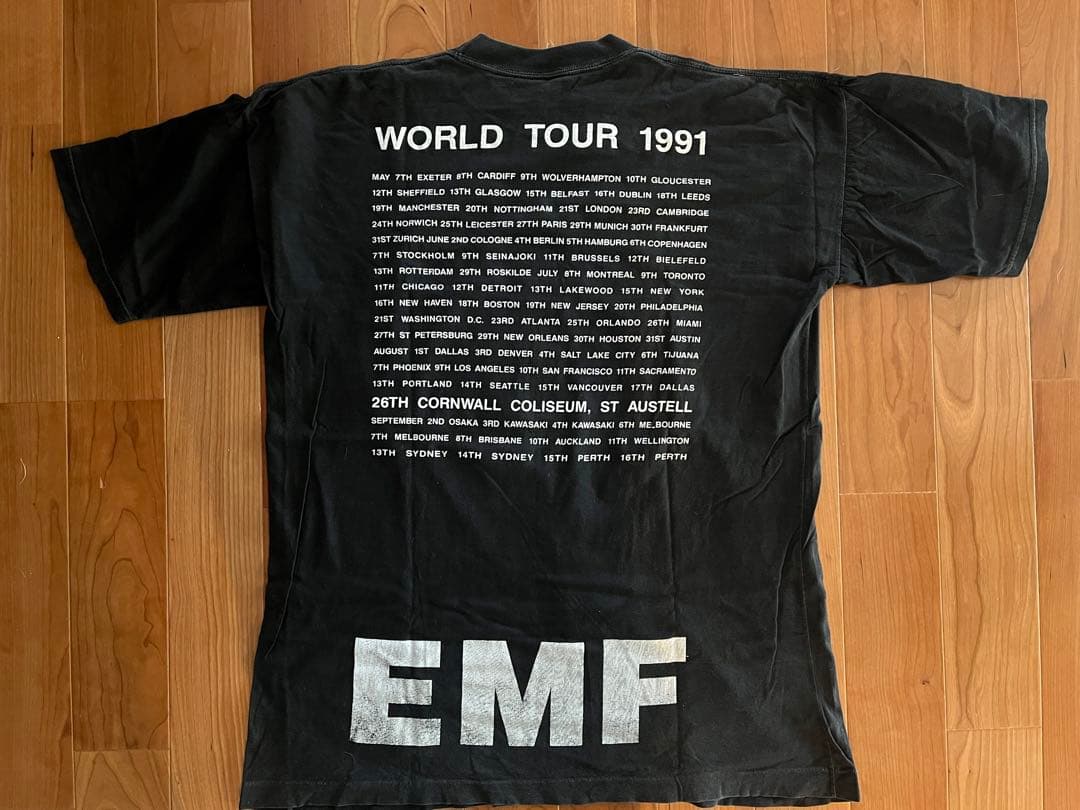 WORLD TOUR 1991
MAY 7TH EXETER 8TH CARDIFF 9TH WOLVERHAMPTON 10TH GLOUCESTER
12TH SHEFFIELD 13TH GLASGOW 15TH BELFAST 16TH DUBLIN 18TH LEEDS
19TH MANCHESTER 20TH NOTTINGHAM 21ST LONDON 23RD CAMBRIDGE
24TH NORWICH 25TH LEICESTER 27TH PARIS 29TH MUNICH 30TH FRANKFURT
31ST ZURICH JUNE 2ND COLOGNE 4TH BERLIN 5TH HAMBURG 6TH COPENHAGEN
7TH STOCKHOLM 9TH SEINAJOKI 11TH BRUSSELS 12TH BIELEFELD
13TH ROTTERDAM 29TH ROSKILDE JULY 8TH MONTREAL 9TH TORONTO
11TH CHICAGO 12TH DETROIT 13TH LAKEWOOD 15TH NEW YORK
16TH NEW HAVEN 18TH BOSTON 19TH NEW JERSEY 20TH PHILADELPHIA
21ST WASHINGTON D.C. 23RD ATLANTA 25TH ORLANDO 26TH MIAMI
27TH ST PETERSBURG 29TH NEW ORLEANS 30TH HOUSTON 31ST AUSTIN
AUGUST 1ST DALLAS 3RD DENVER 4TH SALT LAKE CITY 6TH TIJUANA
7TH PHOENIX 9TH LOS ANGELES 10TH SAN FRANCISCO 11TH SACRAMENTO
13TH PORTLAND 14TH SEATTLE 15TH VANCOUVER 17TH DALLAS
26TH CORNWALL COLISEUM, ST AUSTELL
SEPTEMBER 2ND OSAKA 3RD KAWASAKI 4TH KAWASAKI 6TH MELBOURNE
7TH MELBOURNE 8TH BRISBANE 10TH AUCKLAND 11TH WELLINGTON
13TH SYDNEY 14TH SYDNEY 15TH PERTH 16TH PERTH
EMF